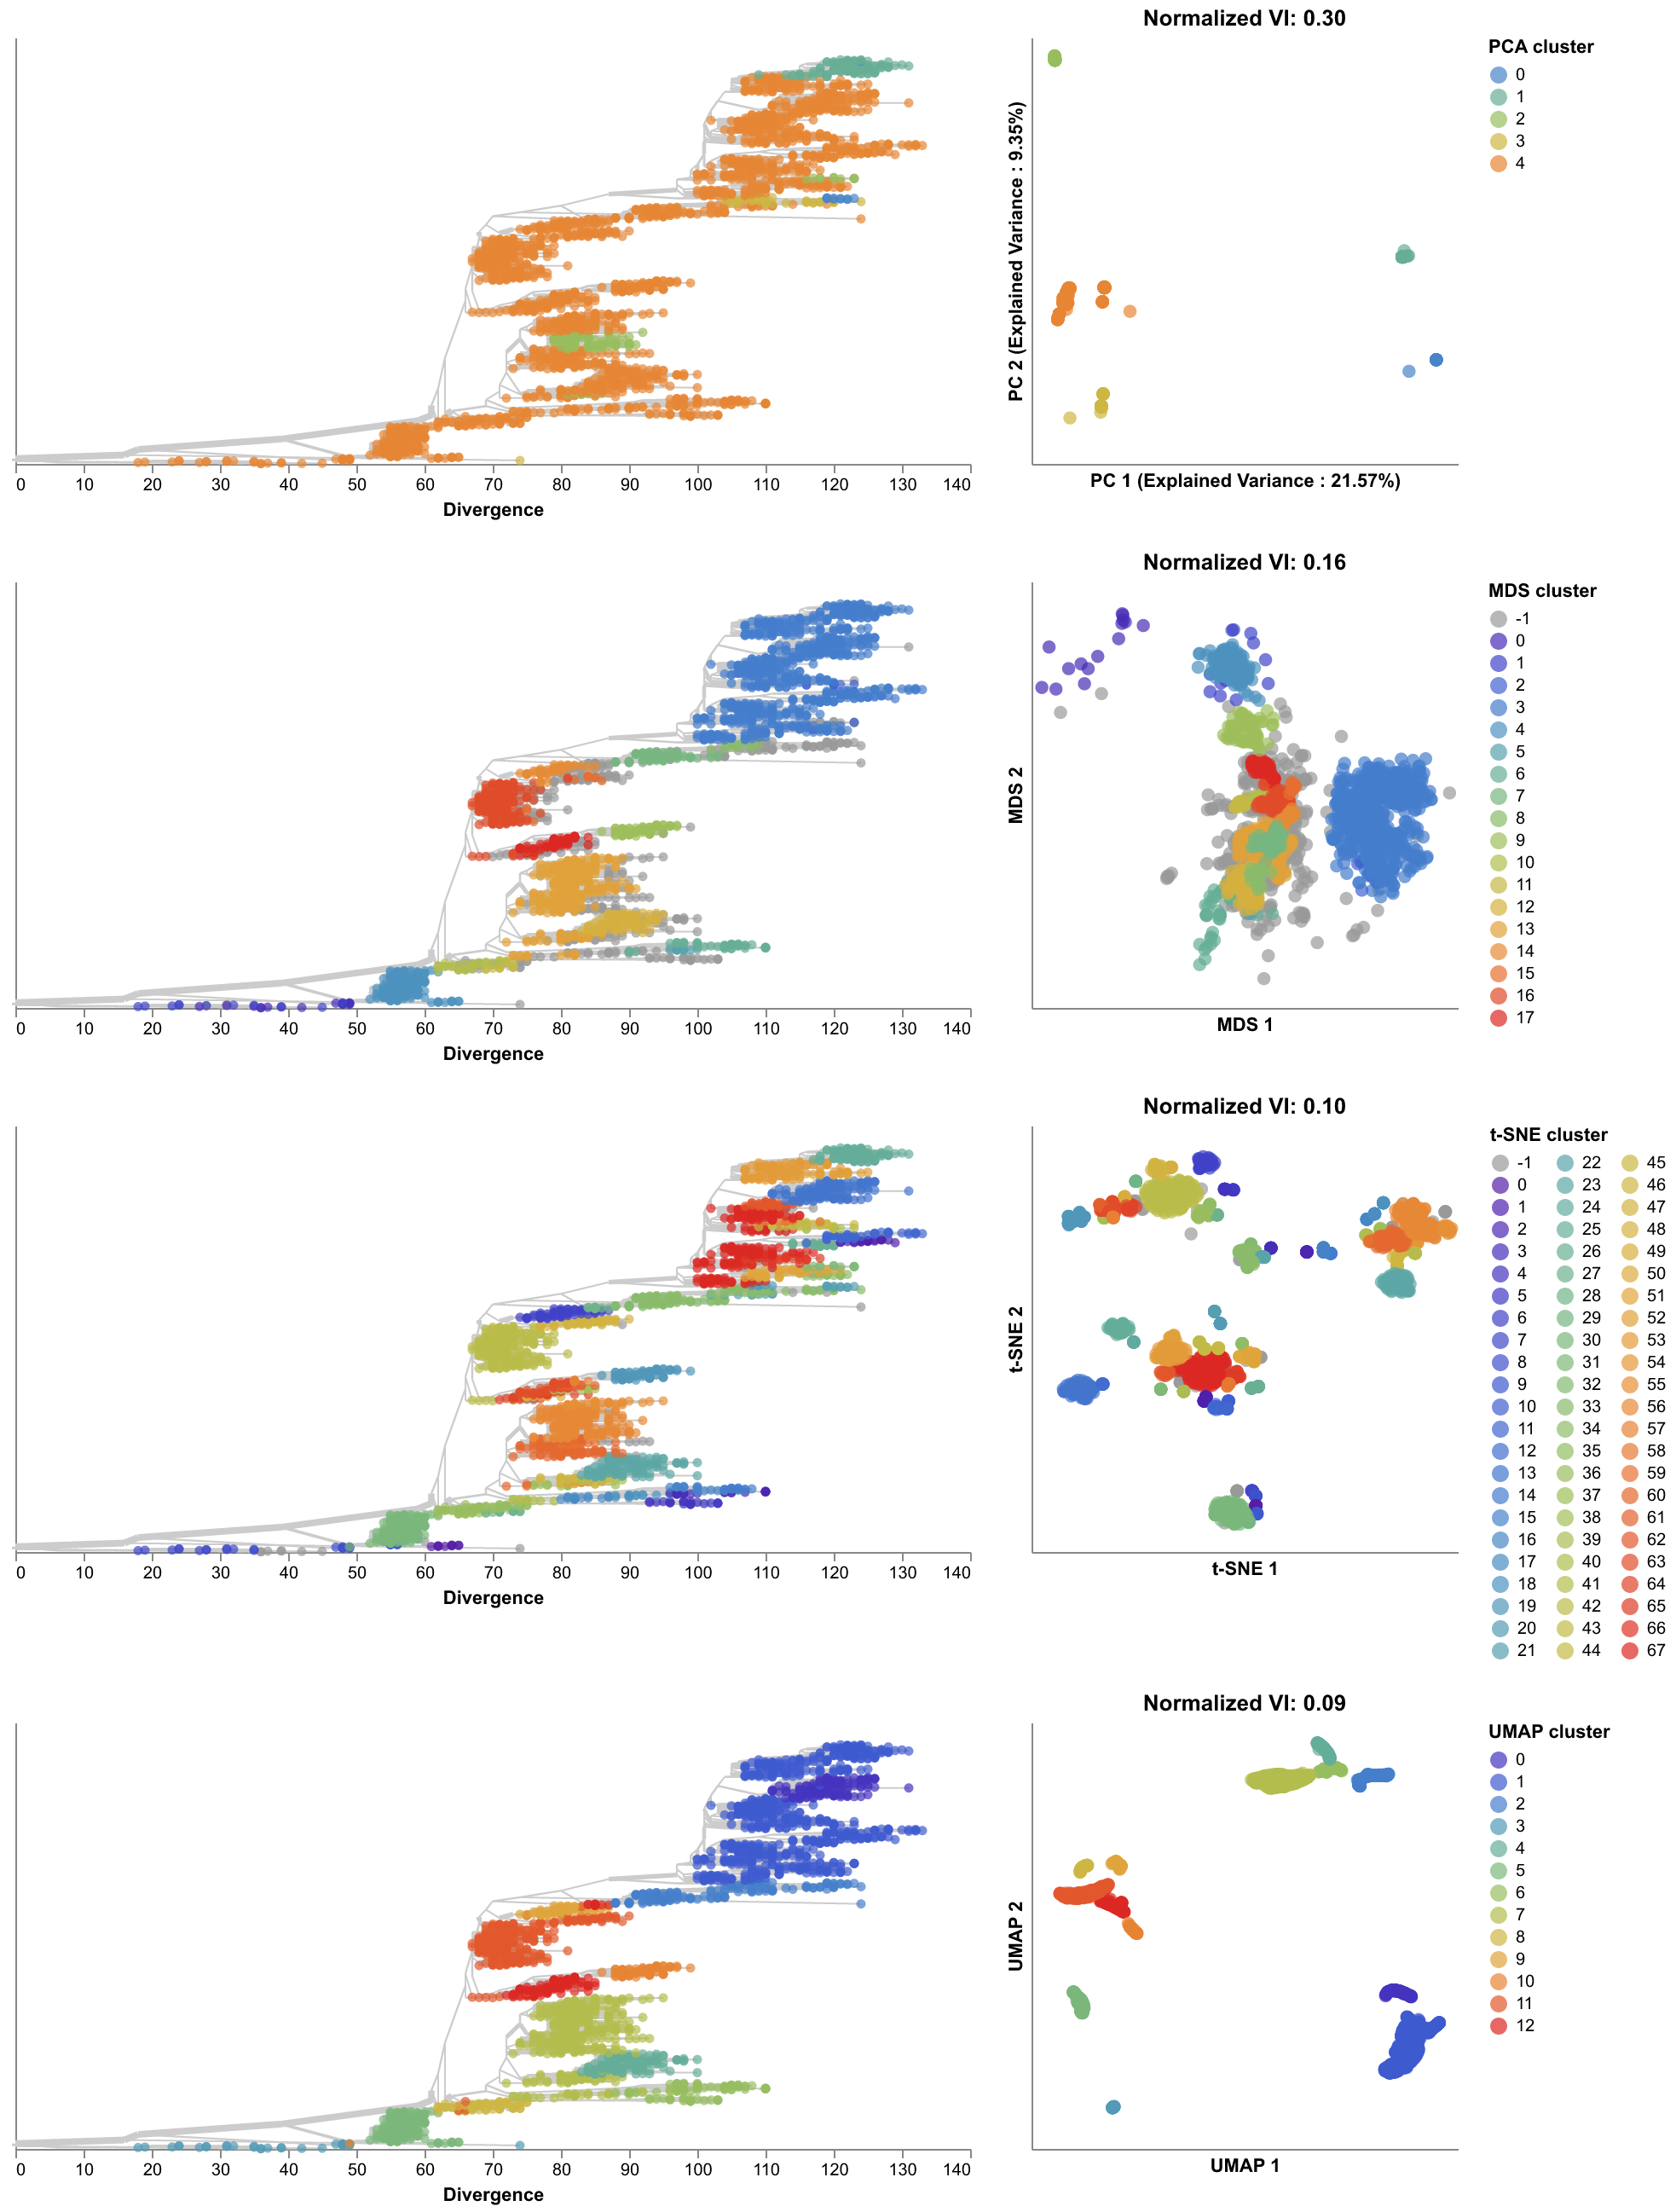 Normalized VI: 0.30
PCA cluster
0
1
2
3
4
PC 2 (Explained Variance : 9.35%)
0 10 20 30 40 50 60 70 80 90 100 110 120 130 140
Divergence
PC 1 (Explained Variance : 21.57%)
Normalized VI: 0.16
MDS cluster
-1
0
1
2
3
4
5
6
7
8
9
10
11
12
13
14
15
16
17
MDS 2
0 10 20 30 40 50 60 70 80 90 100 110 120 130 140
Divergence
MDS 1
Normalized VI: 0.10
t-SNE cluster
-1 22 45
0 23 46
1 24 47
2 25 48
3 26 49
4 27 50
5 28 51
6 29 52
7 30 53
8 31 54
9 32 55
10 33 56
11 34 57
12 35 58
13 36 59
14 37 60
15 38 61
16 39 62
17 40 63
18 41 64
19 42 65
20 43 66
21 44 67
t-SNE 2
0 10 20 30 40 50 60 70 80 90 100 110 120 130 140
Divergence
t-SNE 1
Normalized VI: 0.09
UMAP cluster
0
1
2
3
4
5
6
7
8
9
10
11
12
UMAP 2
0 10 20 30 40 50 60 70 80 90 100 110 120 130 140
Divergence
UMAP 1